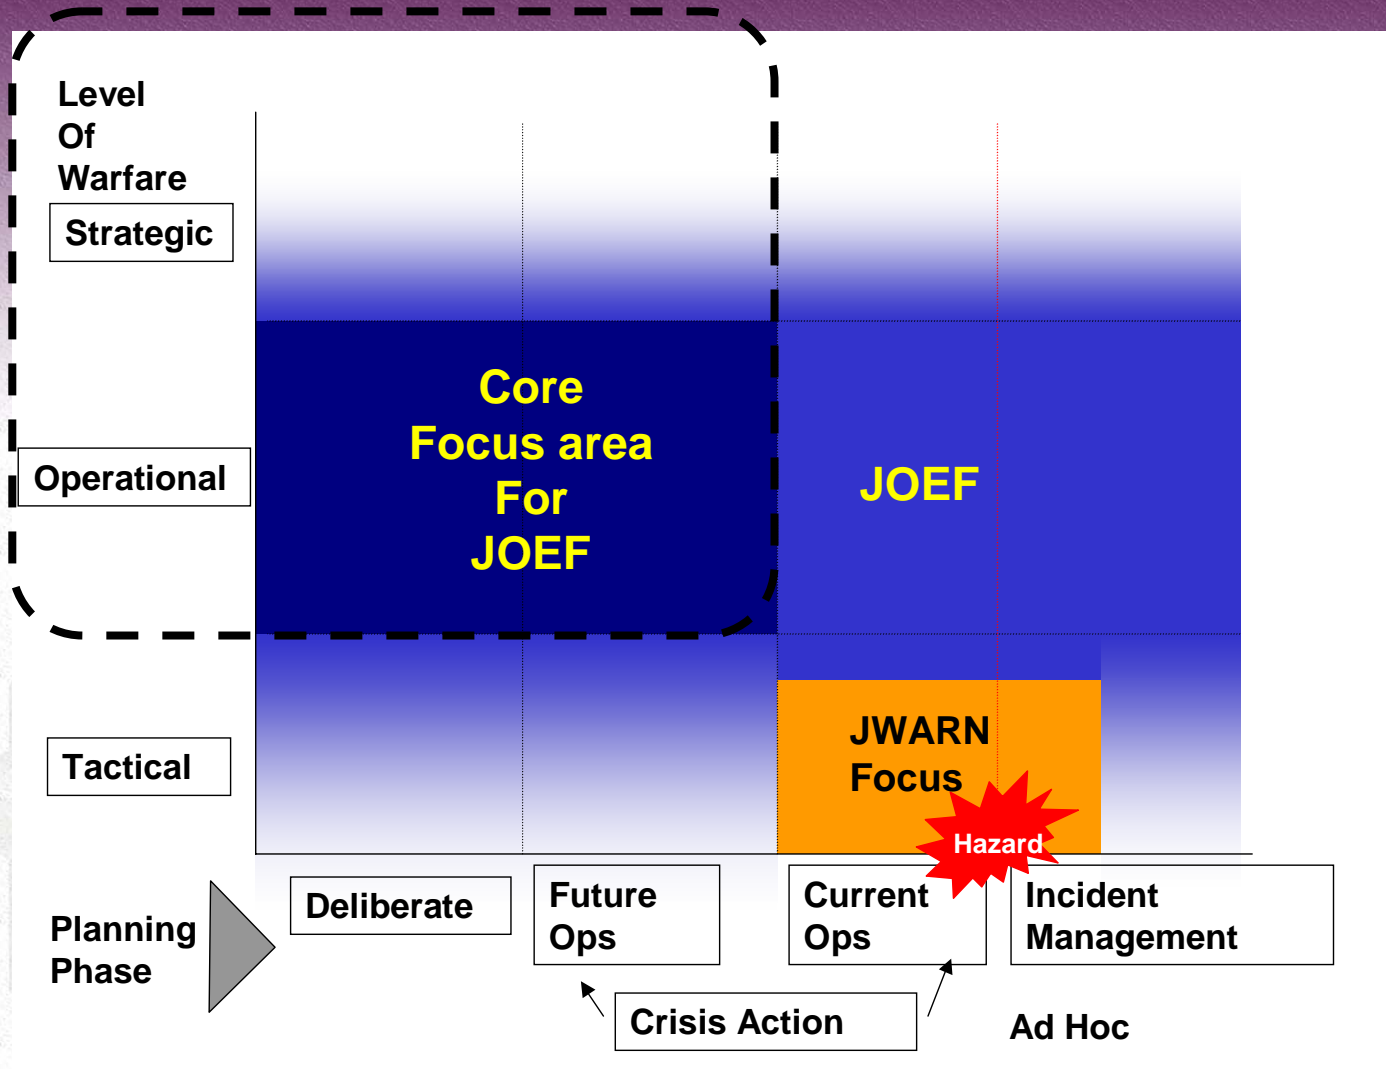 Level
Of
Warfare
Strategic
Core
Focus area
For
JOEF
Operational
JOEF
JWARN
Focus
Tactical
Hazard
Deliberate
Future
Ops
Current
Ops
Incident
Management
Planning
Phase
Crisis Action
Ad Hoc